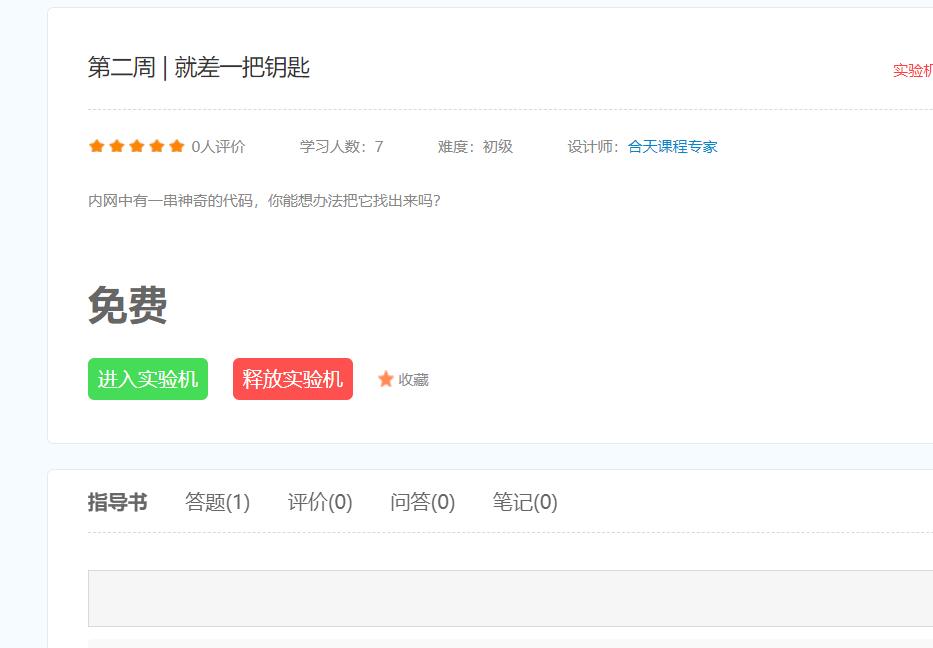 第二周 | 就差一把钥匙
实验机
0人评价 学习人数：7 难度：初级 设计师：合天课程专家
内网中有一串神奇的代码，你能想办法把它找出来吗？
免费
进入实验机 释放实验机 收藏
指导书 答题(1) 评价(0) 问答(0) 笔记(0)